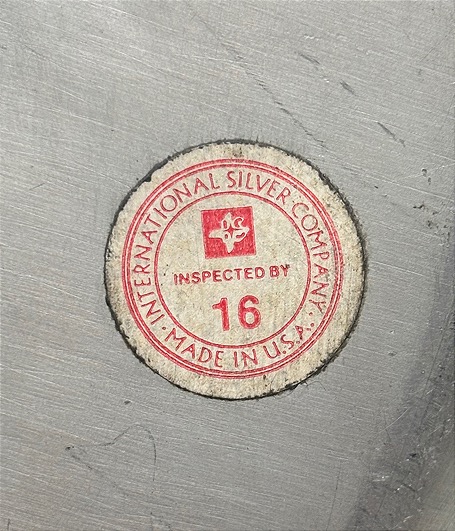 INTERNATIONAL SILVER COMPANY
INSPECTED BY
16
· MADE IN U.S.A. ·